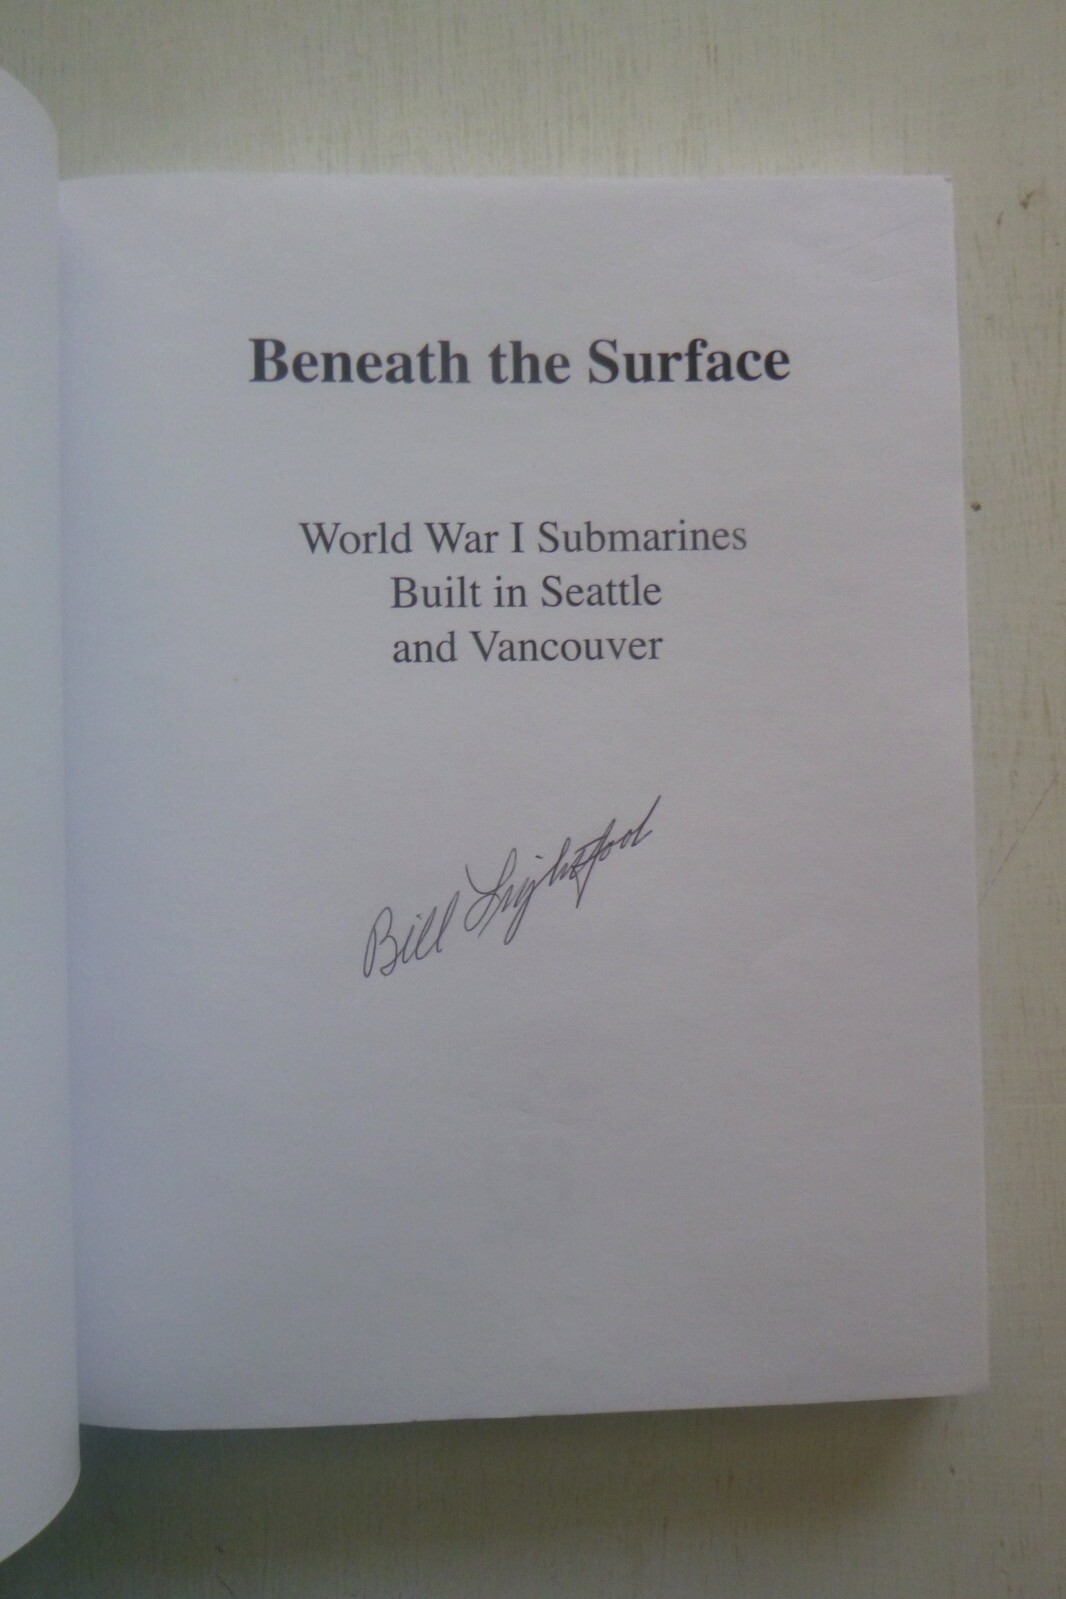 Beneath the Surface
World War I Submarines
Built in Seattle
and Vancouver
Bill Lightfoot